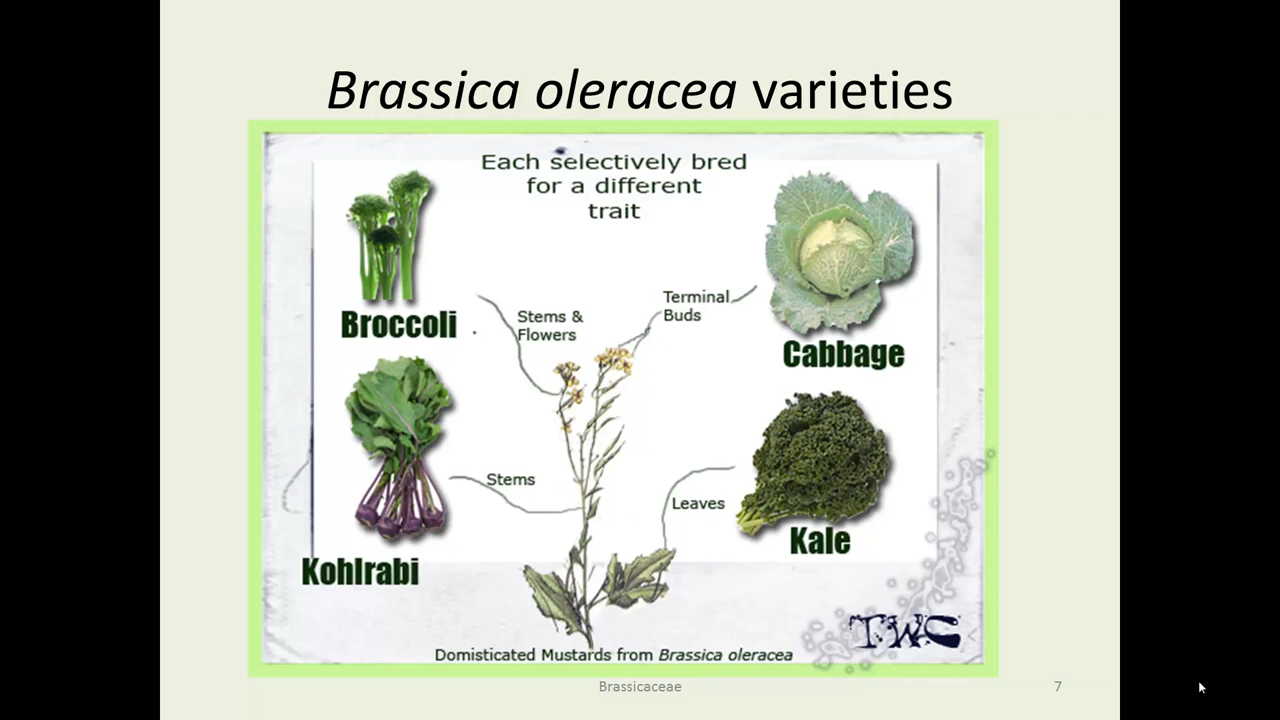 Brassica oleracea varieties
Each selectively bred
for a different
trait
Broccoli
Stems &
Flowers
Terminal
Buds
Cabbage
Kohlrabi
Stems
Leaves
Kale
TWC
Domisticated Mustards from Brassica oleracea
Brassicaceae
7